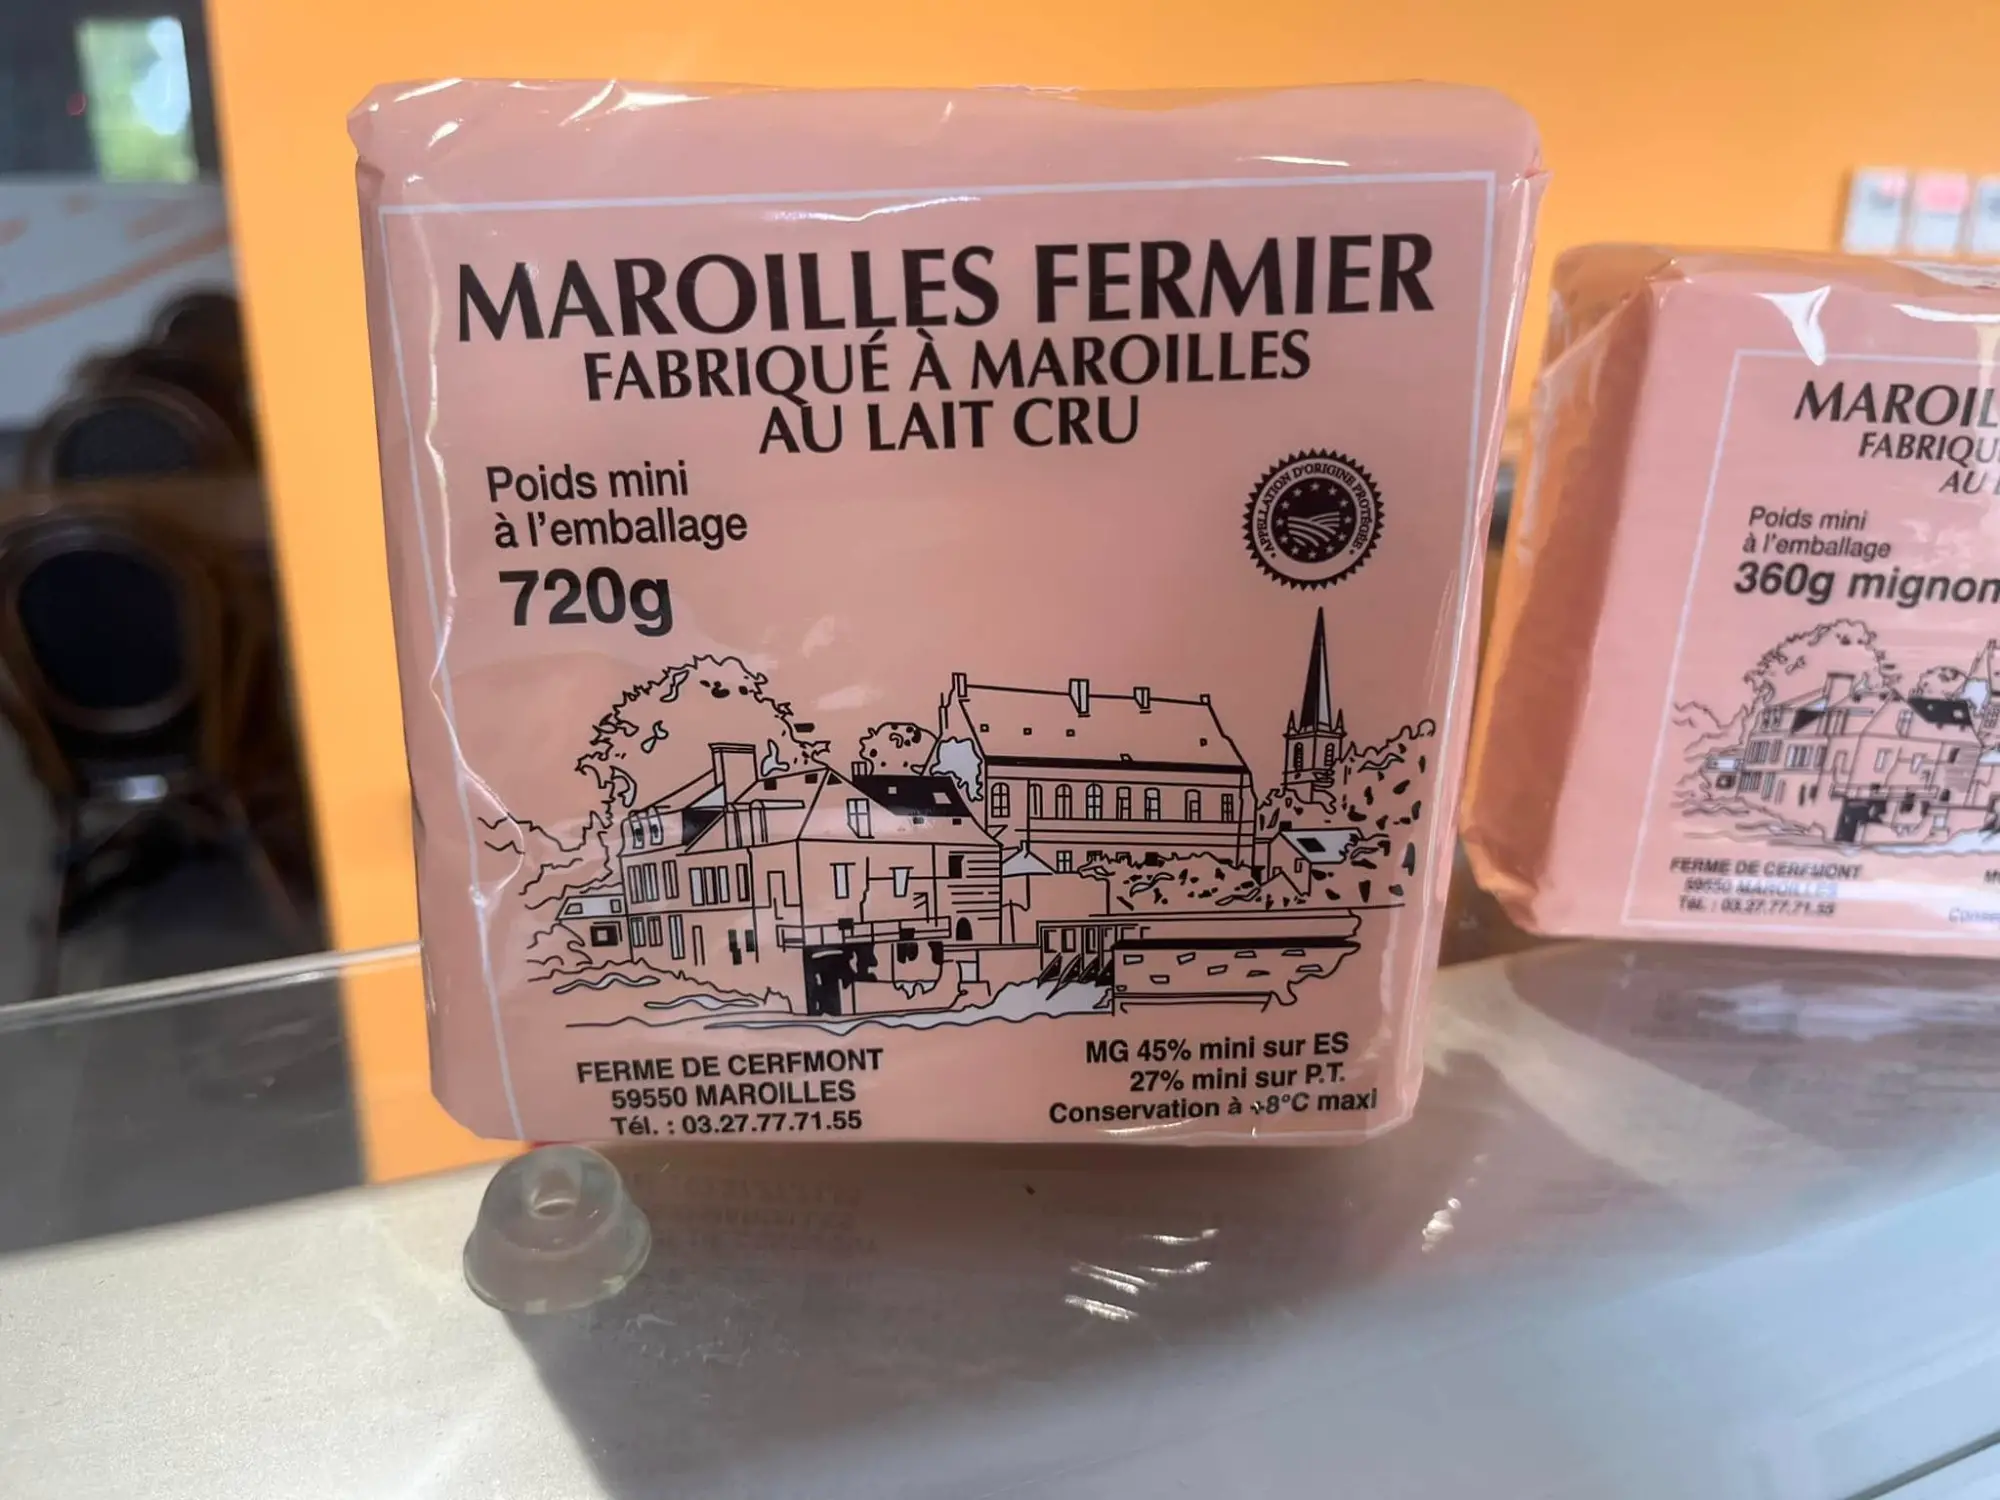 MAROILLES FERMIER
FABRIQUÉ À MAROILLES
AU LAIT CRU
Poids mini
à l'emballage
720g
APPELLATION D'ORIGINE PROTÉGÉE
FERME DE CERFMONT
59550 MAROILLES
Tél. : 03.27.77.71.55
MG 45% mini sur ES
27% mini sur P.T.
Conservation à +8°C maxi
MAROIL
FABRIQU
AU
Poids mini
à l'emballage
360g mignon
FERME DE CERFMONT
59550 MAROILLES
Tél. : 03.27.77.71.55